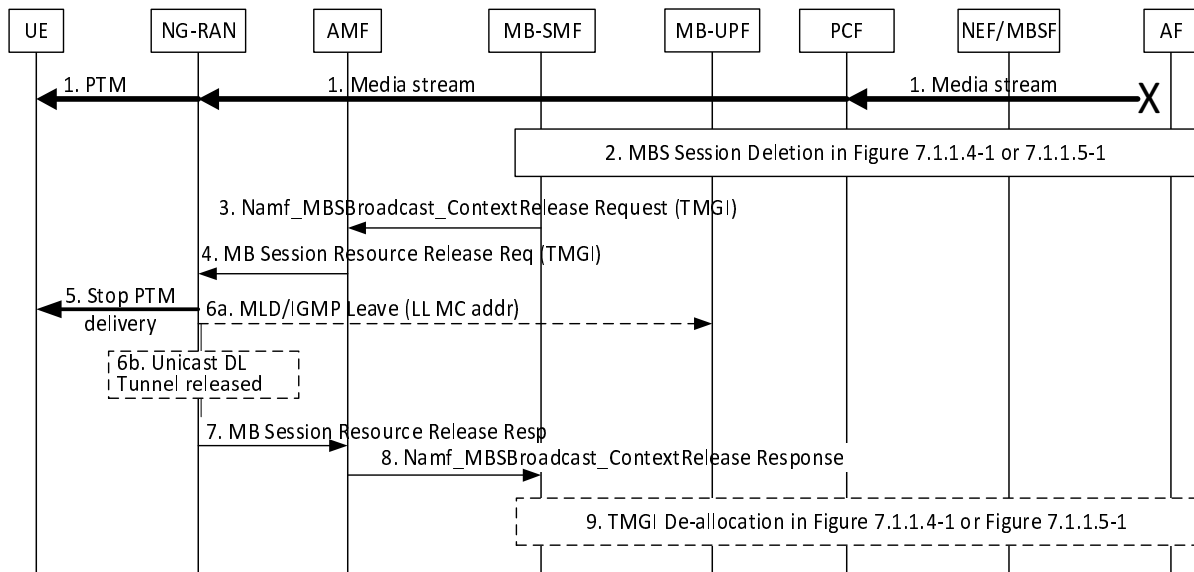 UE
NG-RAN
AMF
MB-SMF
MB-UPF
PCF
NEF/MBSF
AF
1. PTM
1. Media stream
1. Media stream
X
2. MBS Session Deletion in Figure 7.1.1.4-1 or 7.1.1.5-1
3. Namf_MBSBroadcast_ContextRelease Request (TMGI)
4. MB Session Resource Release Req (TMGI)
5. Stop PTM
delivery
6a. MLD/IGMP Leave (LL MC addr)
6b. Unicast DL
Tunnel released
7. MB Session Resource Release Resp
8. Namf_MBSBroadcast_ContextRelease Response
9. TMGI De-allocation in Figure 7.1.1.4-1 or Figure 7.1.1.5-1